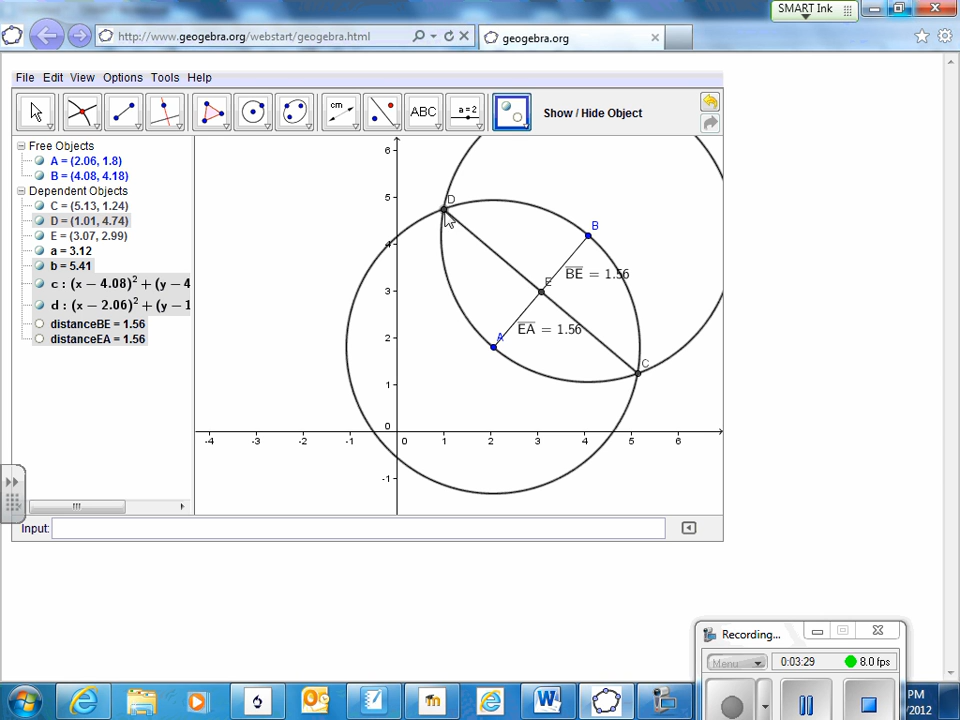 SMART Ink
http://www.geogebra.org/webstart/geogebra.html
geogebra.org
File Edit View Options Tools Help
cm
ABC
a = 2
Show / Hide Object
Free Objects
A = (2.06, 1.8)
B = (4.08, 4.18)
Dependent Objects
C = (5.13, 1.24)
D = (1.01, 4.74)
E = (3.07, 2.99)
a = 3.12
b = 5.41
c : (x − 4.08)² + (y − 4
d : (x − 2.06)² + (y − 1
distanceBE = 1.56
distanceEA = 1.56
6
D
5
B
4
BE = 1.56
E
3
EA = 1.56
A
2
C
1
0
-4 -3 -2 -1 0 1 2 3 4 5 6
-1
Input:
Recording...
Menu
0:03:29
8.0 fps
PM
/2012